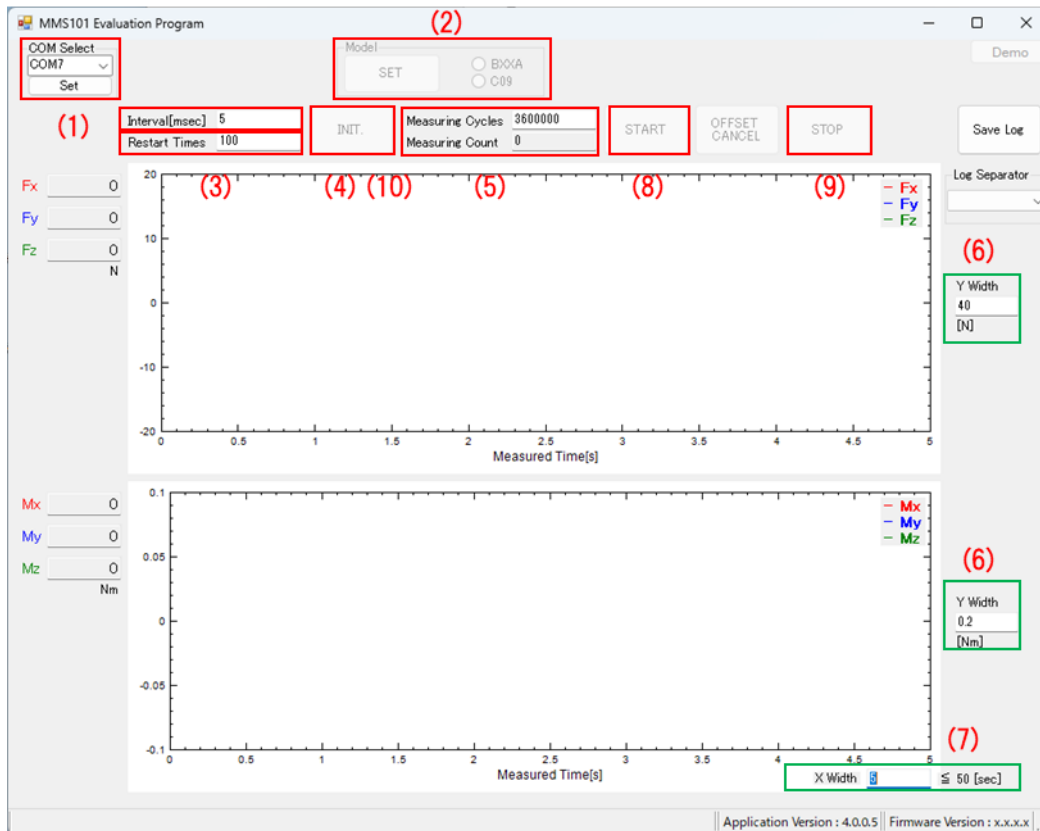 MMS101 Evaluation Program
(2)
COM Select
COM7
Set
Model
SET
BXXA
C09
Demo
(1)
Interval[msec] 5
Restart Times 100
INIT.
Measuring Cycles 3600000
Measuring Count 0
START
OFFSET
CANCEL
STOP
Save Log
(3)
(4)
(10)
(5)
(8)
(9)
Log Separator
Fx 0
Fy 0
Fz 0
N
20
10
0
-10
-20
Fx
Fy
Fz
0 0.5 1 1.5 2 2.5 3 3.5 4 4.5 5
Measured Time[s]
(6)
Y Width
40
[N]
Mx 0
My 0
Mz 0
Nm
0.1
0.05
0
-0.05
-0.1
Mx
My
Mz
0 0.5 1 1.5 2 2.5 3 3.5 4 4.5 5
Measured Time[s]
(6)
Y Width
0.2
[Nm]
(7)
X Width 5 ≦ 50 [sec]
Application Version : 4.0.0.5 Firmware Version : x.x.x.x